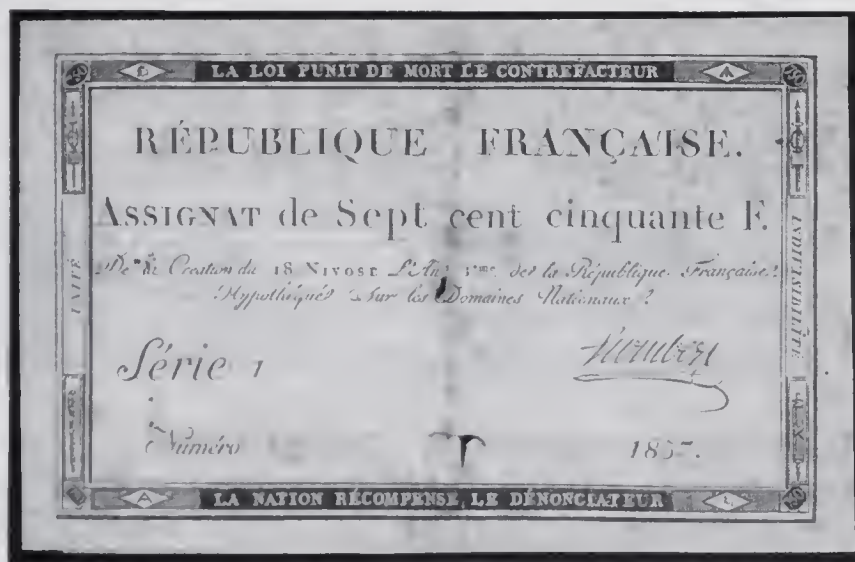 LA LOI PUNIT DE MORT LE CONTREFACTEUR
RÉPUBLIQUE FRANÇAISE.
ASSIGNAT de Sept cent cinquante F.
Création du 18 NIVOSE L'An 3me. de la République Française.
Hypothéqué sur les Domaines Nationaux.
UNITÉ
INDIVISIBILITÉ
Série 1
Numéro 1857.
LA NATION RÉCOMPENSE LE DÉNONCIATEUR